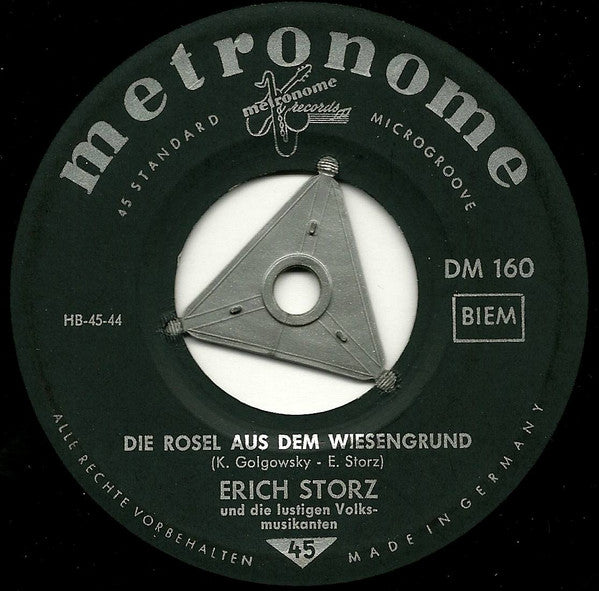 metronome
metronome
records
45 STANDARD
MICROGROOVE
DM 160
HB-45-44
BIEM
DIE ROSEL AUS DEM WIESENGRUND
(K. Golgowsky - E. Storz)
ERICH STORZ
und die lustigen Volks-
musikanten
45
ALLE RECHTE VORBEHALTEN
MADE IN GERMANY